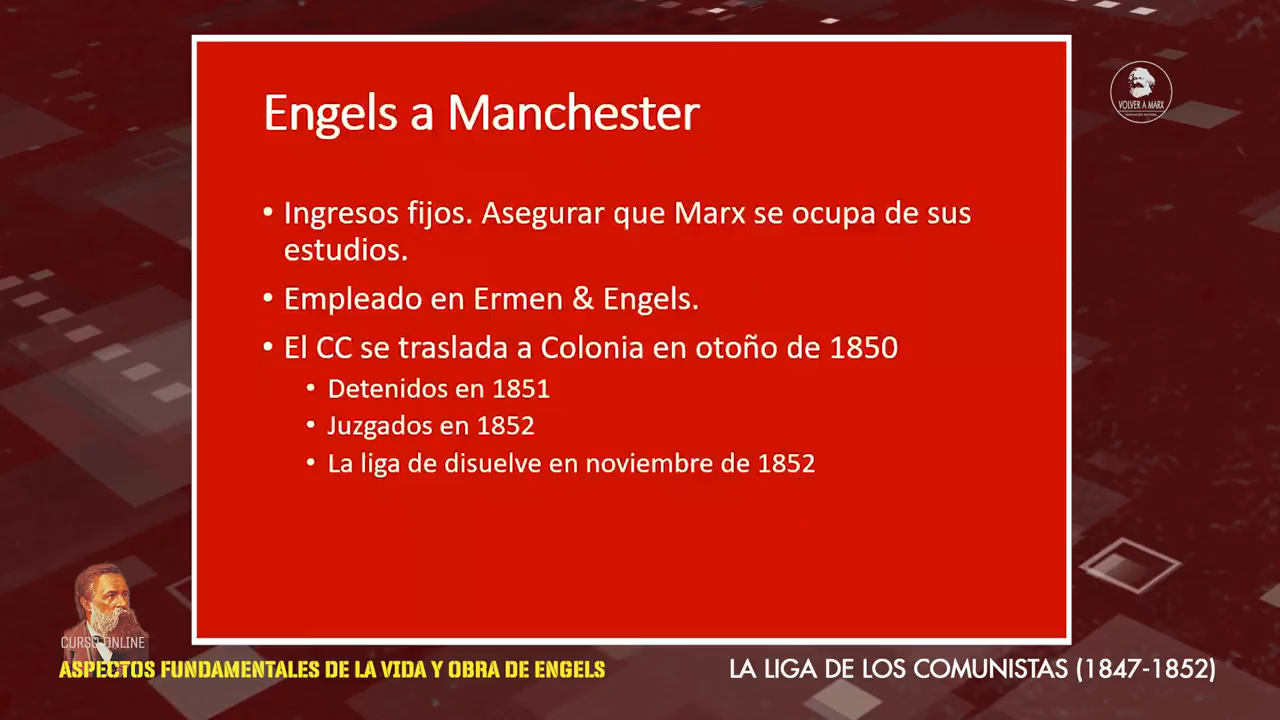 Engels a Manchester
VOLVER A MARX
• Ingresos fijos. Asegurar que Marx se ocupa de sus
estudios.
• Empleado en Ermen & Engels.
• El CC se traslada a Colonia en otoño de 1850
• Detenidos en 1851
• Juzgados en 1852
• La liga de disuelve en noviembre de 1852
CURSO ONLINE
ASPECTOS FUNDAMENTALES DE LA VIDA Y OBRA DE ENGELS
LA LIGA DE LOS COMUNISTAS (1847-1852)